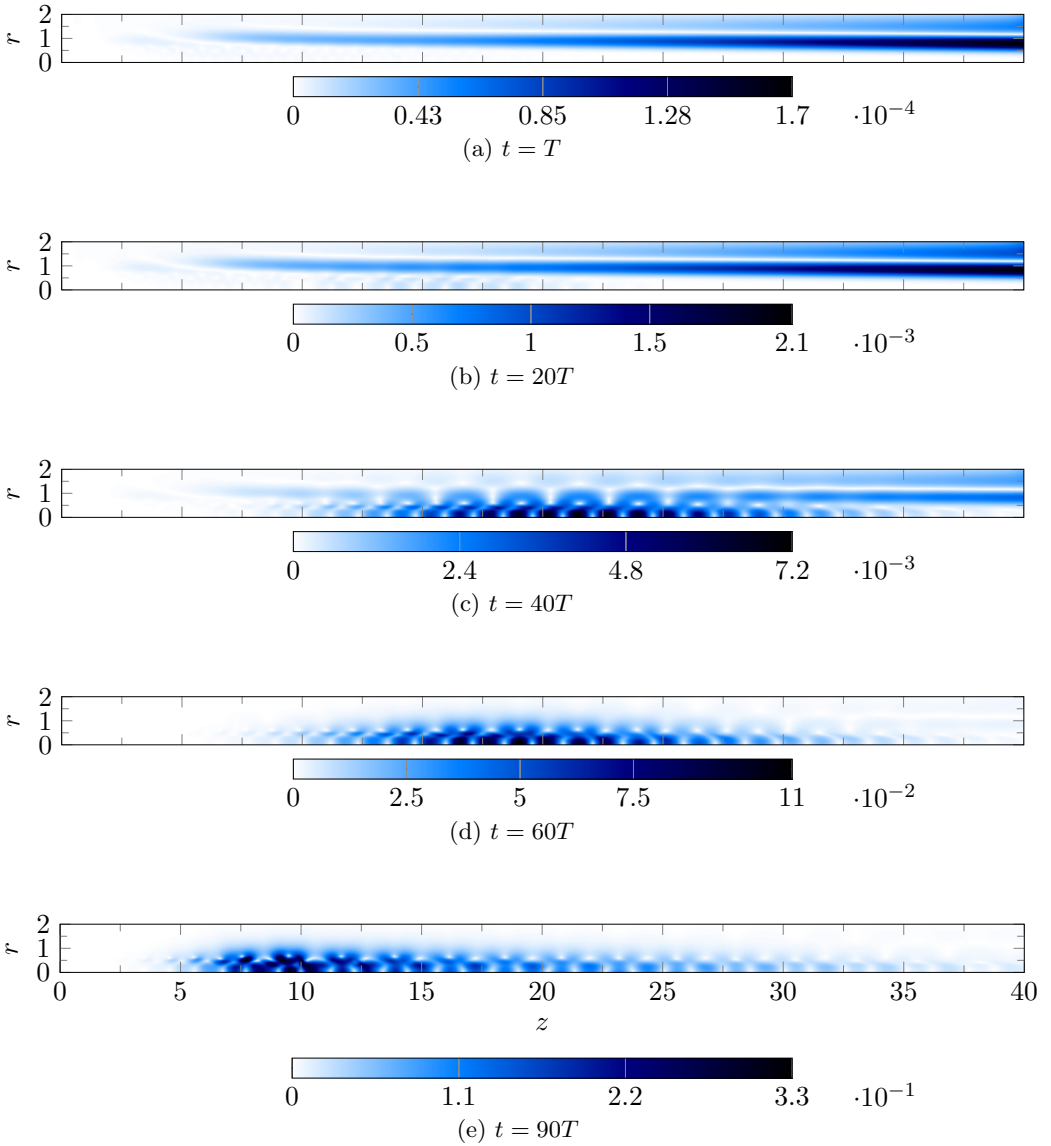 2
1
0
r
0 0.43 0.85 1.28 1.7 ·10⁻⁴
(a) t = T
2
1
0
r
0 0.5 1 1.5 2.1 ·10⁻³
(b) t = 20T
2
1
0
r
0 2.4 4.8 7.2 ·10⁻³
(c) t = 40T
2
1
0
r
0 2.5 5 7.5 11 ·10⁻²
(d) t = 60T
2
1
0
r
0 5 10 15 20 25 30 35 40
z
0 1.1 2.2 3.3 ·10⁻¹
(e) t = 90T